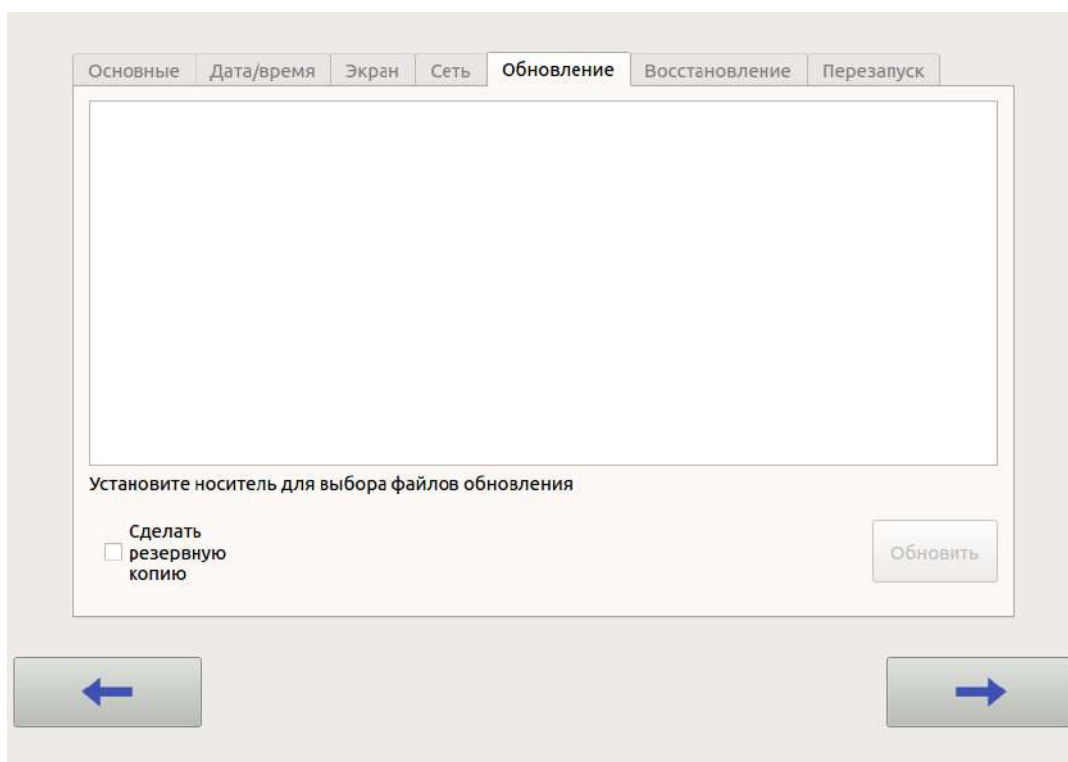 Основные Дата/время Экран Сеть Обновление Восстановление Перезапуск
Установите носитель для выбора файлов обновления
Сделать
резервную
копию
Обновить